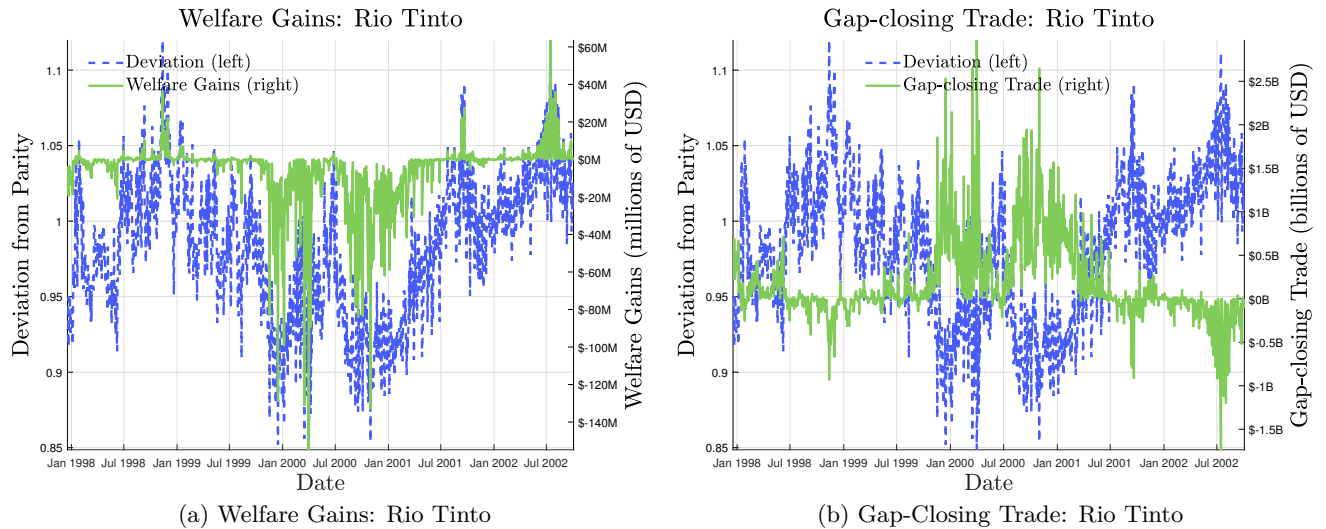 Welfare Gains: Rio Tinto
Deviation (left)
Welfare Gains (right)
Deviation from Parity
1.1
1.05
1
0.95
0.9
0.85
$60M
$40M
$20M
$0M
$-20M
$-40M
$-60M
$-80M
$-100M
$-120M
$-140M
Welfare Gains (millions of USD)
Jan 1998 Jul 1998 Jan 1999 Jul 1999 Jan 2000 Jul 2000 Jan 2001 Jul 2001 Jan 2002 Jul 2002
Date
(a) Welfare Gains: Rio Tinto
Gap-closing Trade: Rio Tinto
Deviation (left)
Gap-closing Trade (right)
Deviation from Parity
1.1
1.05
1
0.95
0.9
0.85
$2.5B
$2B
$1.5B
$1B
$0.5B
$0B
$-0.5B
$-1B
$-1.5B
Gap-closing Trade (billions of USD)
Jan 1998 Jul 1998 Jan 1999 Jul 1999 Jan 2000 Jul 2000 Jan 2001 Jul 2001 Jan 2002 Jul 2002
Date
(b) Gap-Closing Trade: Rio Tinto